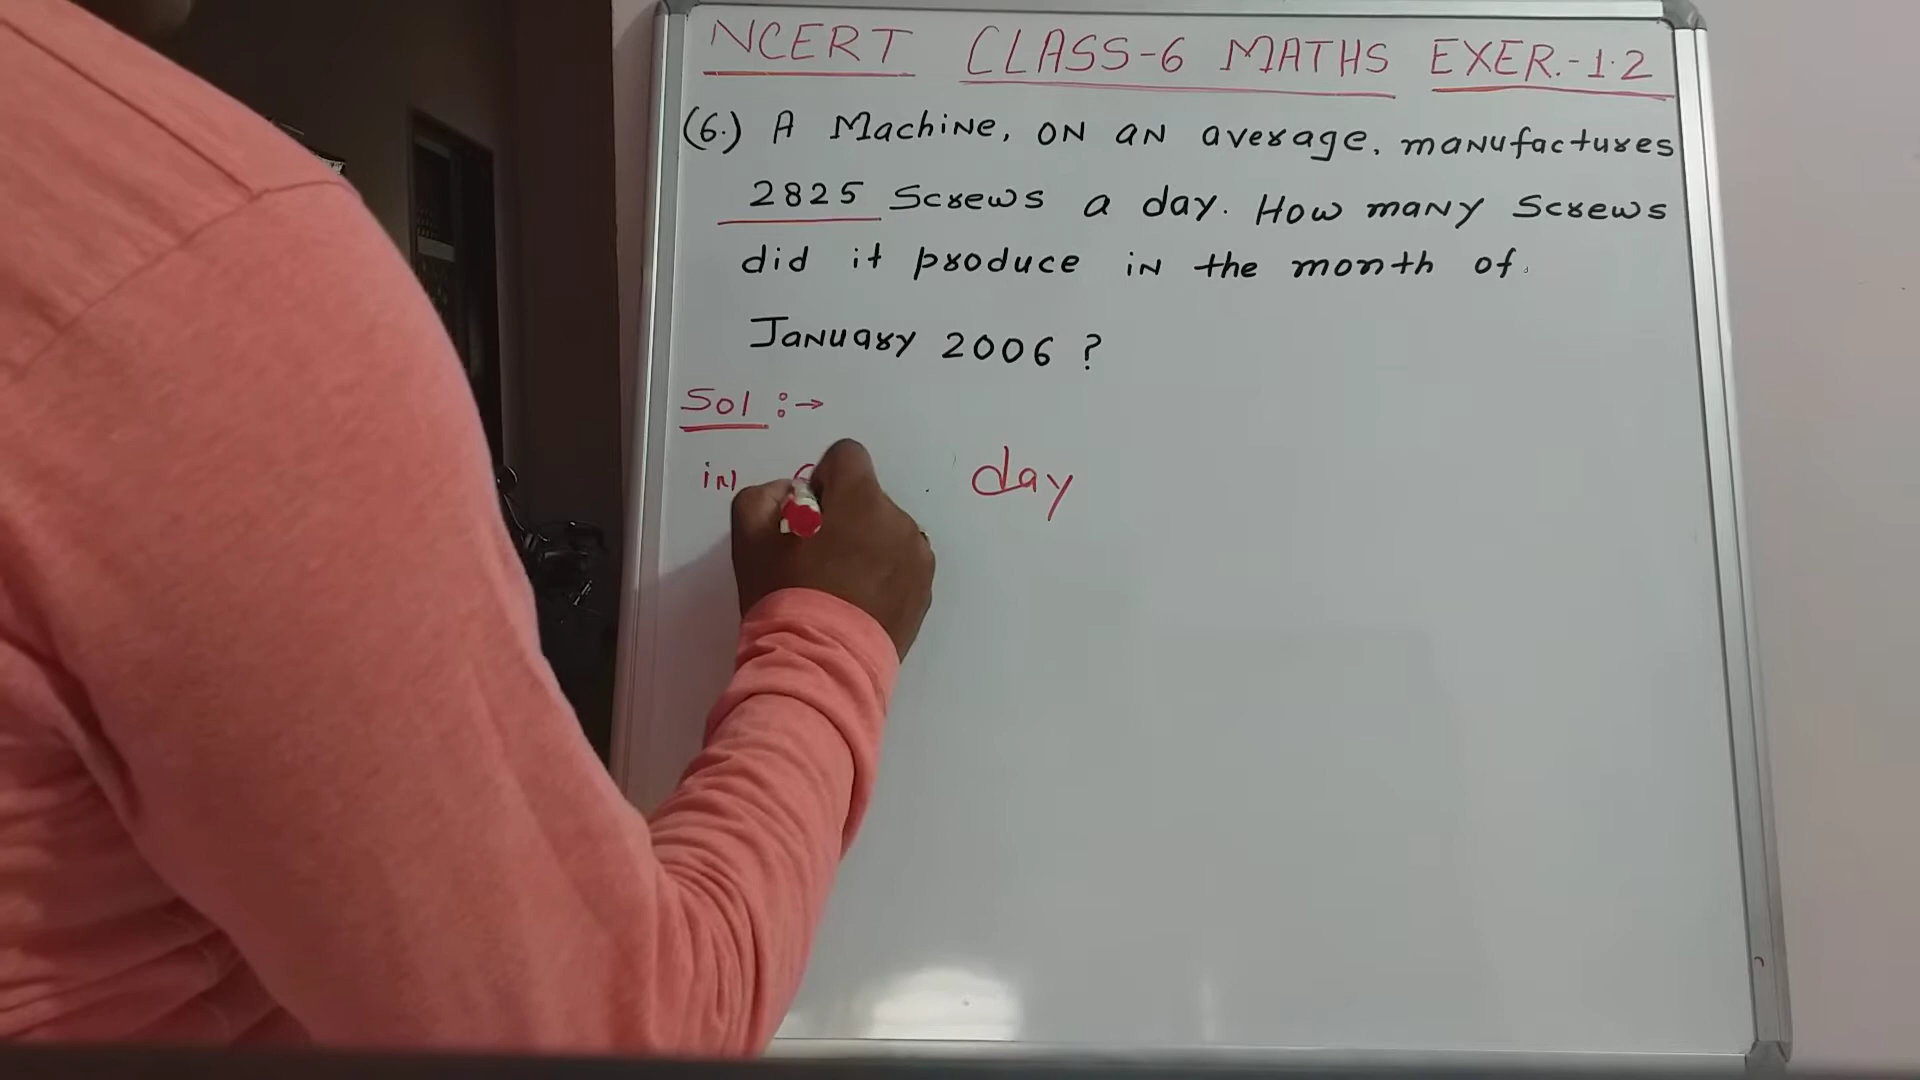 NCERT CLASS-6 MATHS EXER.-1.2
(6.) A Machine, ON AN average, manufactures
2825 Screws a day. How many Screws
did it produce in the month of.
January 2006 ?
Sol :→
in day